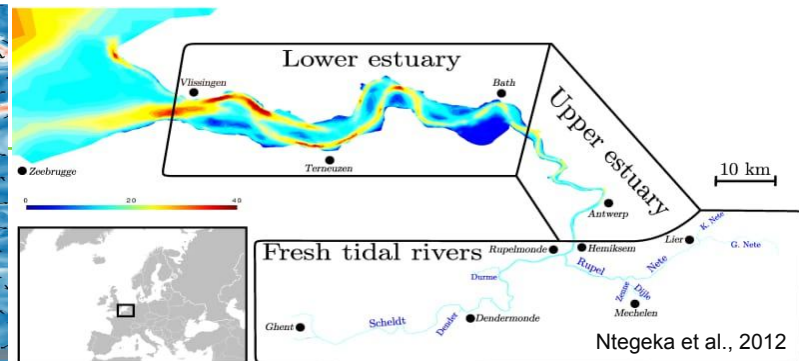 Lower estuary
Vlissingen
Bath
Upper estuary
Zeebrugge
Terneuzen
10 km
0 20 40
Antwerp
Fresh tidal rivers
Rupelmonde
Hemiksem
Lier
K. Nete
G. Nete
Durme
Rupel
Nete
Zenne
Dijle
Mechelen
Ghent
Scheldt
Dender
Dendermonde
Ntegeka et al., 2012